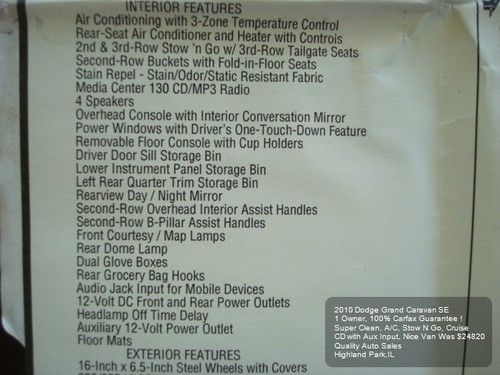 INTERIOR FEATURES
Air Conditioning with 3-Zone Temperature Control
Rear-Seat Air Conditioner and Heater with Controls
2nd & 3rd-Row Stow 'n Go w/ 3rd-Row Tailgate Seats
Second-Row Buckets with Fold-in-Floor Seats
Stain Repel - Stain/Odor/Static Resistant Fabric
Media Center 130 CD/MP3 Radio
4 Speakers
Overhead Console with Interior Conversation Mirror
Power Windows with Driver's One-Touch-Down Feature
Removable Floor Console with Cup Holders
Driver Door Sill Storage Bin
Lower Instrument Panel Storage Bin
Left Rear Quarter Trim Storage Bin
Rearview Day / Night Mirror
Second-Row Overhead Interior Assist Handles
Second-Row B-Pillar Assist Handles
Front Courtesy / Map Lamps
Rear Dome Lamp
Dual Glove Boxes
Rear Grocery Bag Hooks
Audio Jack Input for Mobile Devices
12-Volt DC Front and Rear Power Outlets
Headlamp Off Time Delay
Auxiliary 12-Volt Power Outlet
Floor Mats
EXTERIOR FEATURES
16-Inch x 6.5-Inch Steel Wheels with Covers
2010 Dodge Grand Caravan SE
1 Owner, 100% Carfax Guarantee !
Super Clean, A/C, Stow N Go, Cruise
CD with Aux Input, Nice Van Was $24820
Quality Auto Sales
Highland Park,IL